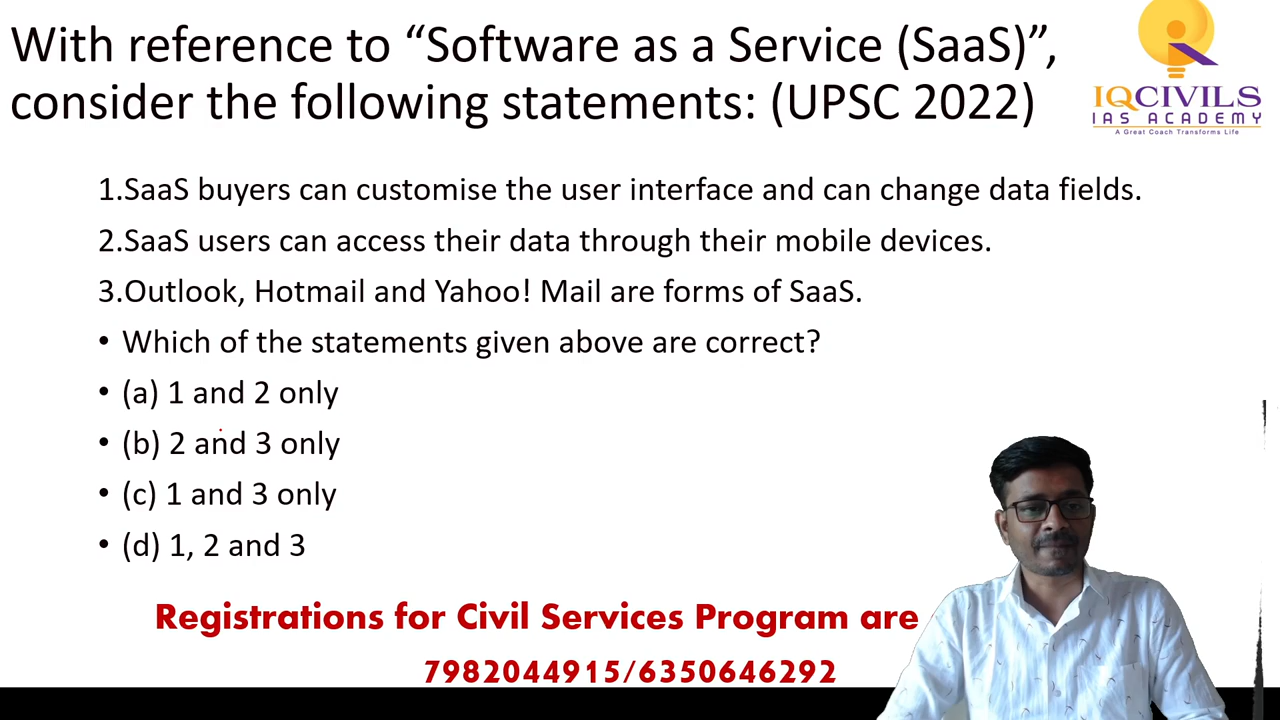 With reference to “Software as a Service (SaaS)”,
consider the following statements: (UPSC 2022)
IQCIVILS
IAS ACADEMY
A Great Coach Transforms Life
1.SaaS buyers can customise the user interface and can change data fields.
2.SaaS users can access their data through their mobile devices.
3.Outlook, Hotmail and Yahoo! Mail are forms of SaaS.
• Which of the statements given above are correct?
• (a) 1 and 2 only
• (b) 2 and 3 only
• (c) 1 and 3 only
• (d) 1, 2 and 3
Registrations for Civil Services Program are
7982044915/6350646292